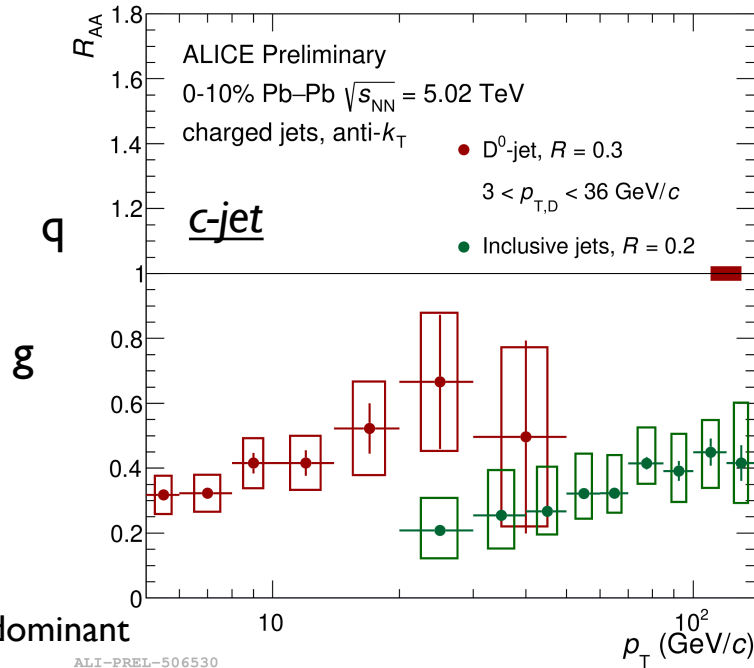 R_AA
1.8
1.6
1.4
1.2
1
0.8
0.6
0.4
0.2
0
ALICE Preliminary
0-10% Pb–Pb √s_NN = 5.02 TeV
charged jets, anti-k_T
D⁰-jet, R = 0.3
3 < p_T,D < 36 GeV/c
Inclusive jets, R = 0.2
c-jet
q
g
dominant
10
10²
p_T (GeV/c)
ALI-PREL-506530